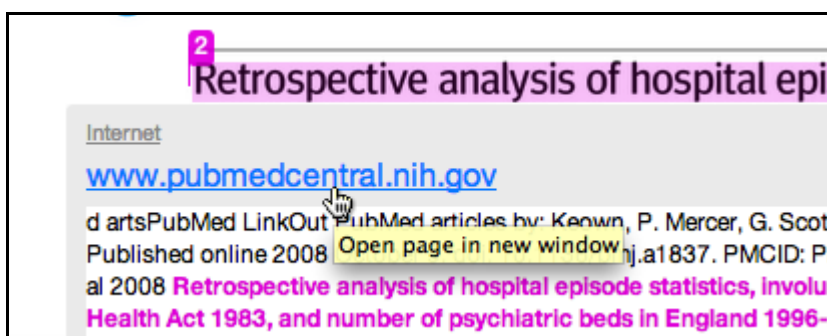 2
Retrospective analysis of hospital epi
Internet
www.pubmedcentral.nih.gov
d artsPubMed LinkOut PubMed articles by: Keown, P. Mercer, G. Scot
Published online 2008 nj.a1837. PMCID: P
Open page in new window
al 2008 Retrospective analysis of hospital episode statistics, involu
Health Act 1983, and number of psychiatric beds in England 1996-